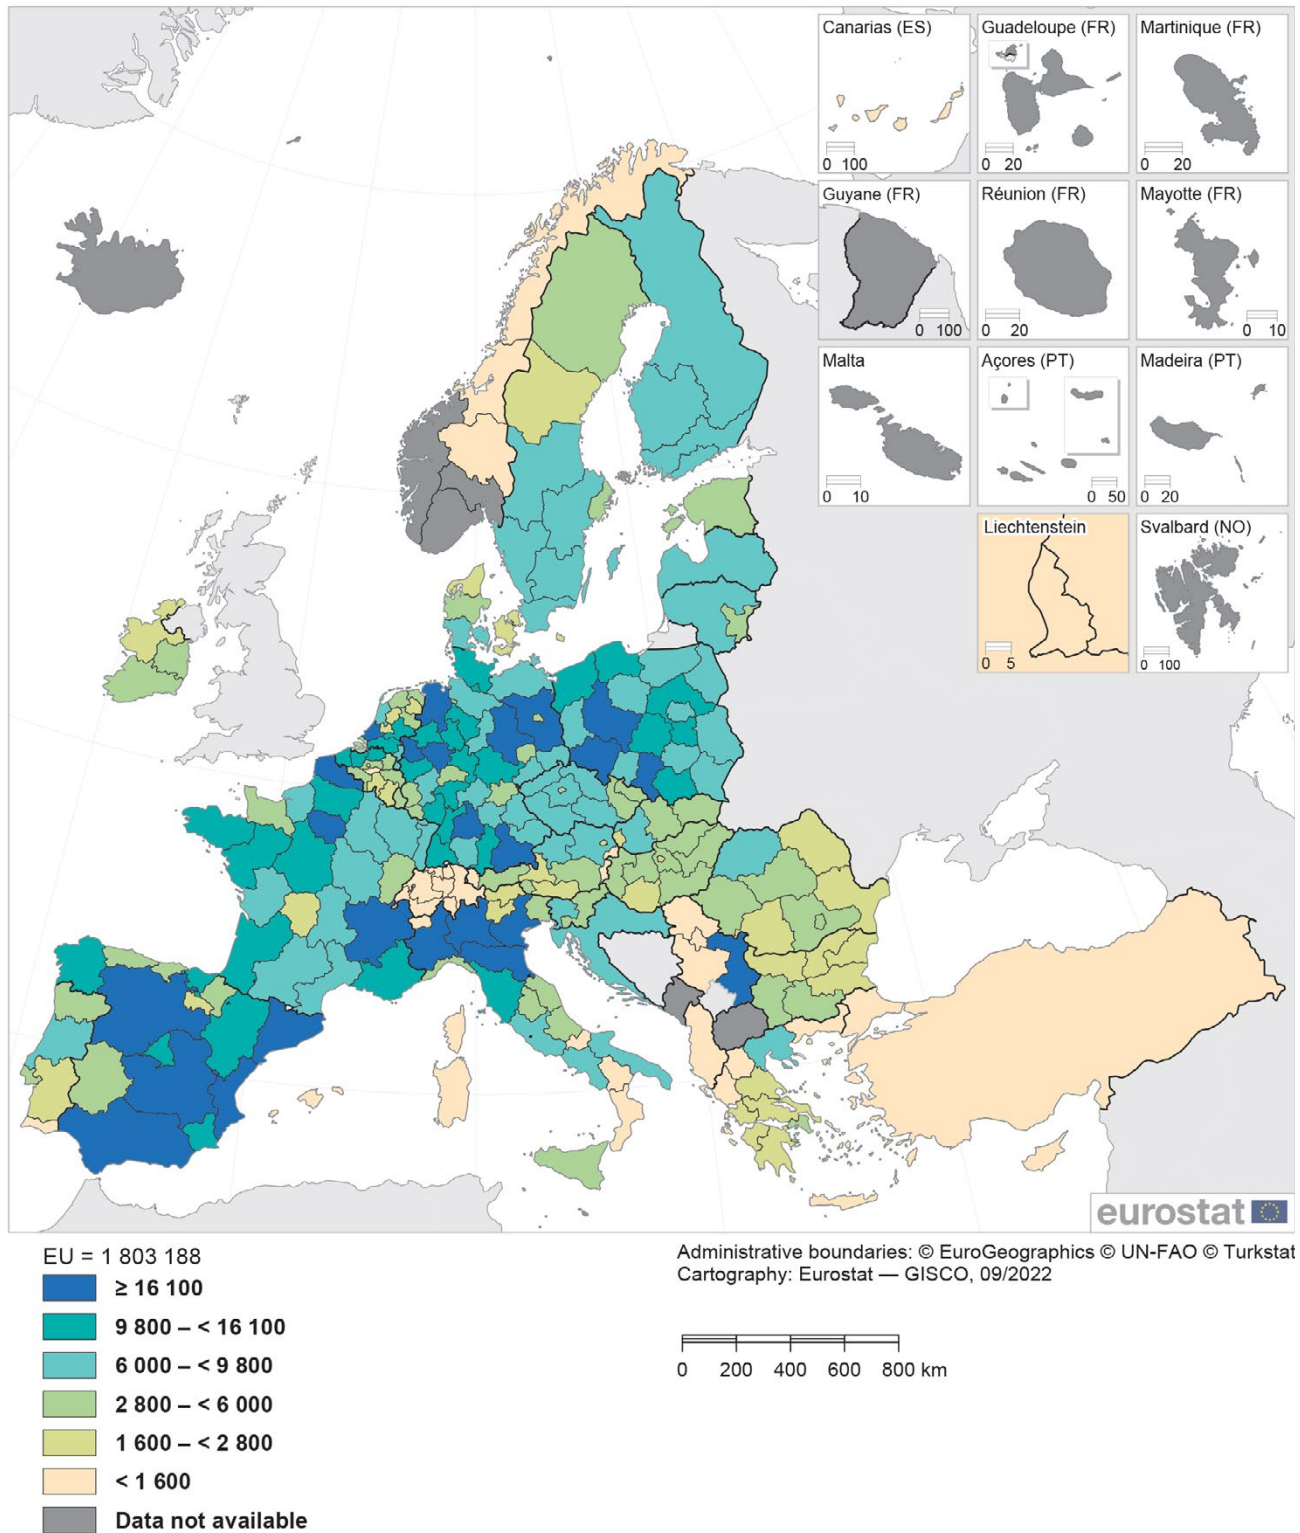 Canarias (ES)
0 100
Guadeloupe (FR)
0 20
Martinique (FR)
0 20
Guyane (FR)
0 100
Réunion (FR)
0 20
Mayotte (FR)
0 10
Malta
0 10
Açores (PT)
0 50
Madeira (PT)
0 20
Liechtenstein
0 5
Svalbard (NO)
0 100
eurostat
EU = 1 803 188
≥ 16 100
9 800 – < 16 100
6 000 – < 9 800
2 800 – < 6 000
1 600 – < 2 800
< 1 600
Data not available
Administrative boundaries: © EuroGeographics © UN-FAO © Turkstat
Cartography: Eurostat — GISCO, 09/2022
0 200 400 600 800 km